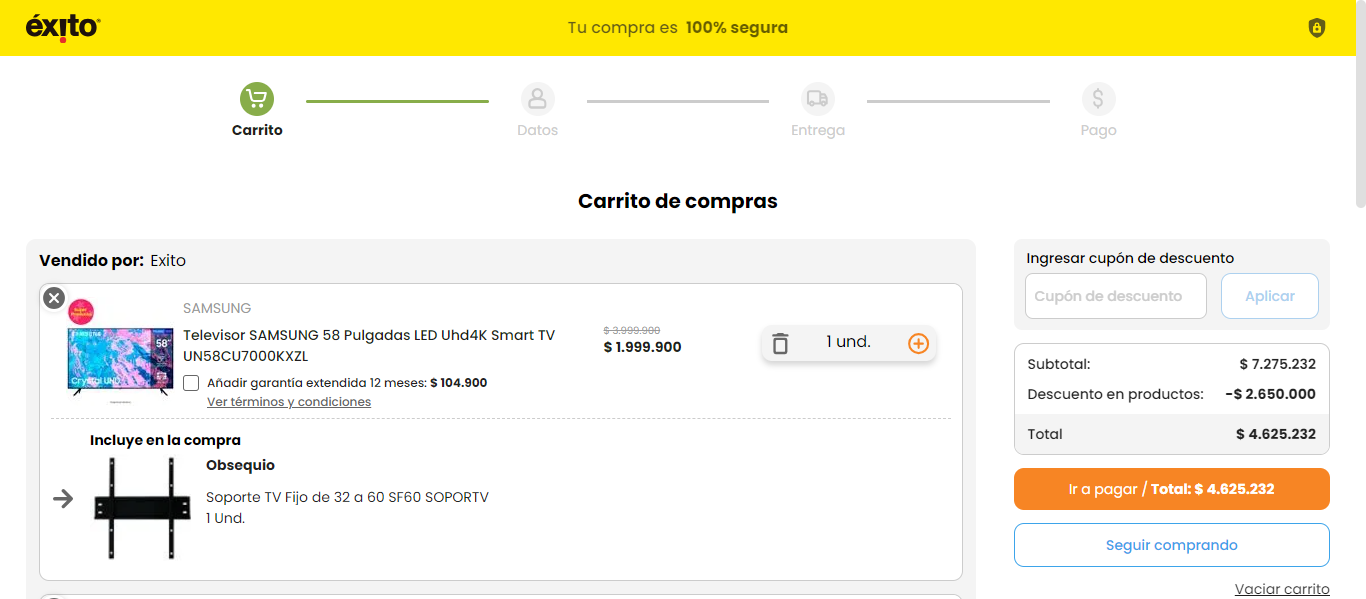 éxito
Tu compra es 100% segura
Carrito
Datos
Entrega
Pago
Carrito de compras
Vendido por: Exito
SAMSUNG
Televisor SAMSUNG 58 Pulgadas LED Uhd4K Smart TV
UN58CU7000KXZL
58"
Crystal UHD
Añadir garantía extendida 12 meses: $ 104.900
Ver términos y condiciones
$ 3.999.900
$ 1.999.900
1 und.
Incluye en la compra
Obsequio
Soporte TV Fijo de 32 a 60 SF60 SOPORTV
1 Und.
Ingresar cupón de descuento
Cupón de descuento
Aplicar
Subtotal: $ 7.275.232
Descuento en productos: -$ 2.650.000
Total $ 4.625.232
Ir a pagar / Total: $ 4.625.232
Seguir comprando
Vaciar carrito